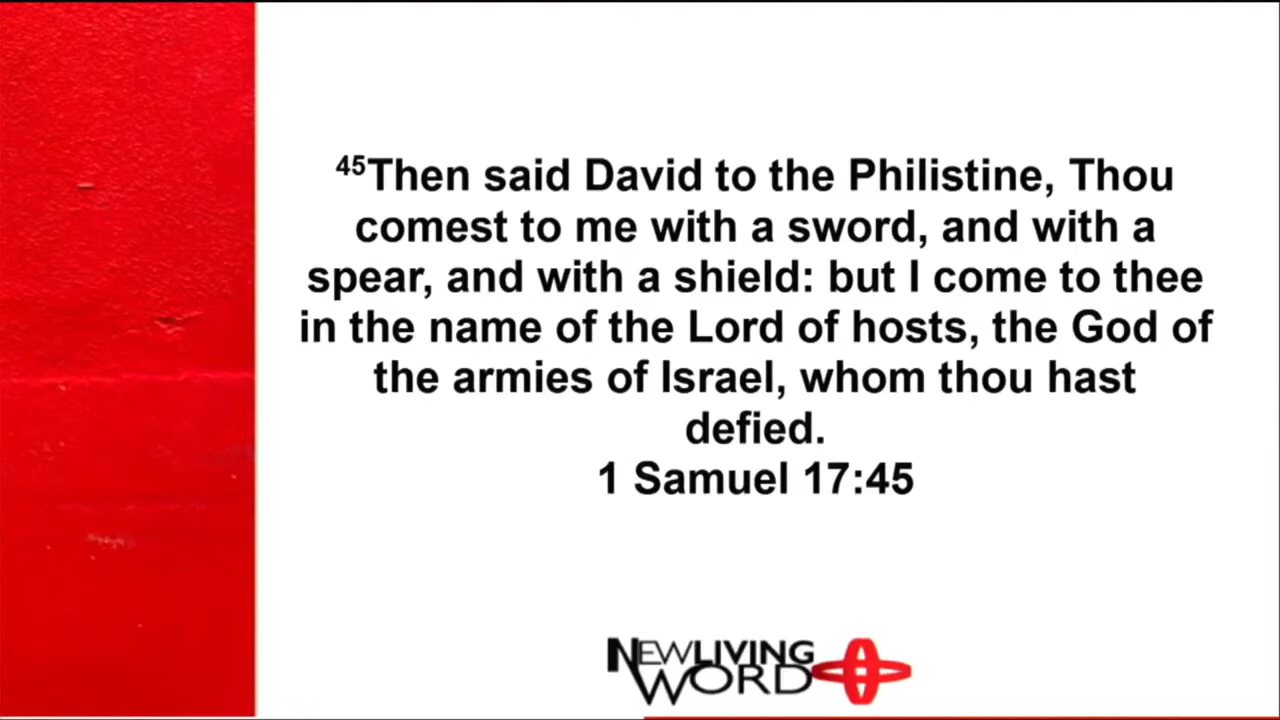 45Then said David to the Philistine, Thou
comest to me with a sword, and with a
spear, and with a shield: but I come to thee
in the name of the Lord of hosts, the God of
the armies of Israel, whom thou hast
defied.
1 Samuel 17:45
NEWLIVING
WORD